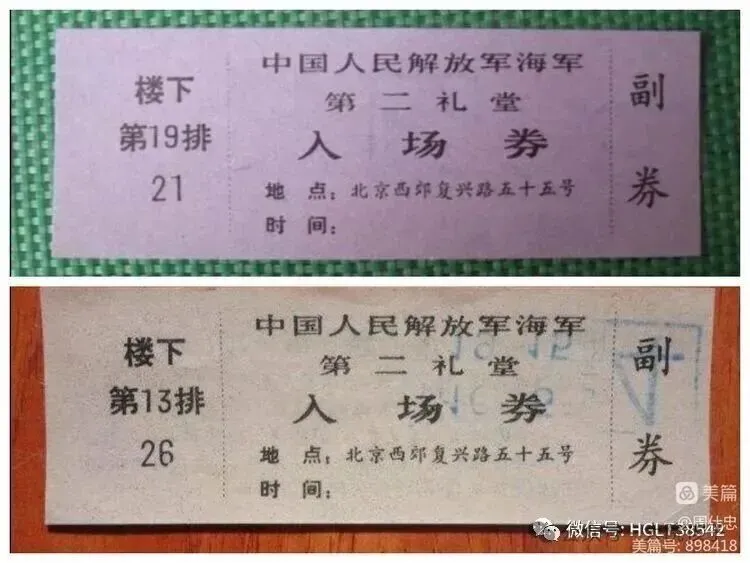 楼下
第19排
21
中国人民解放军海军
第二礼堂
入场券
地点：北京西郊复兴路五十五号
时间：
副券
楼下
第13排
26
中国人民解放军海军
第二礼堂
入场券
地点：北京西郊复兴路五十五号
时间：
副券
美篇
@周仕忠
微信号: HGLT38542
美篇号: 898418